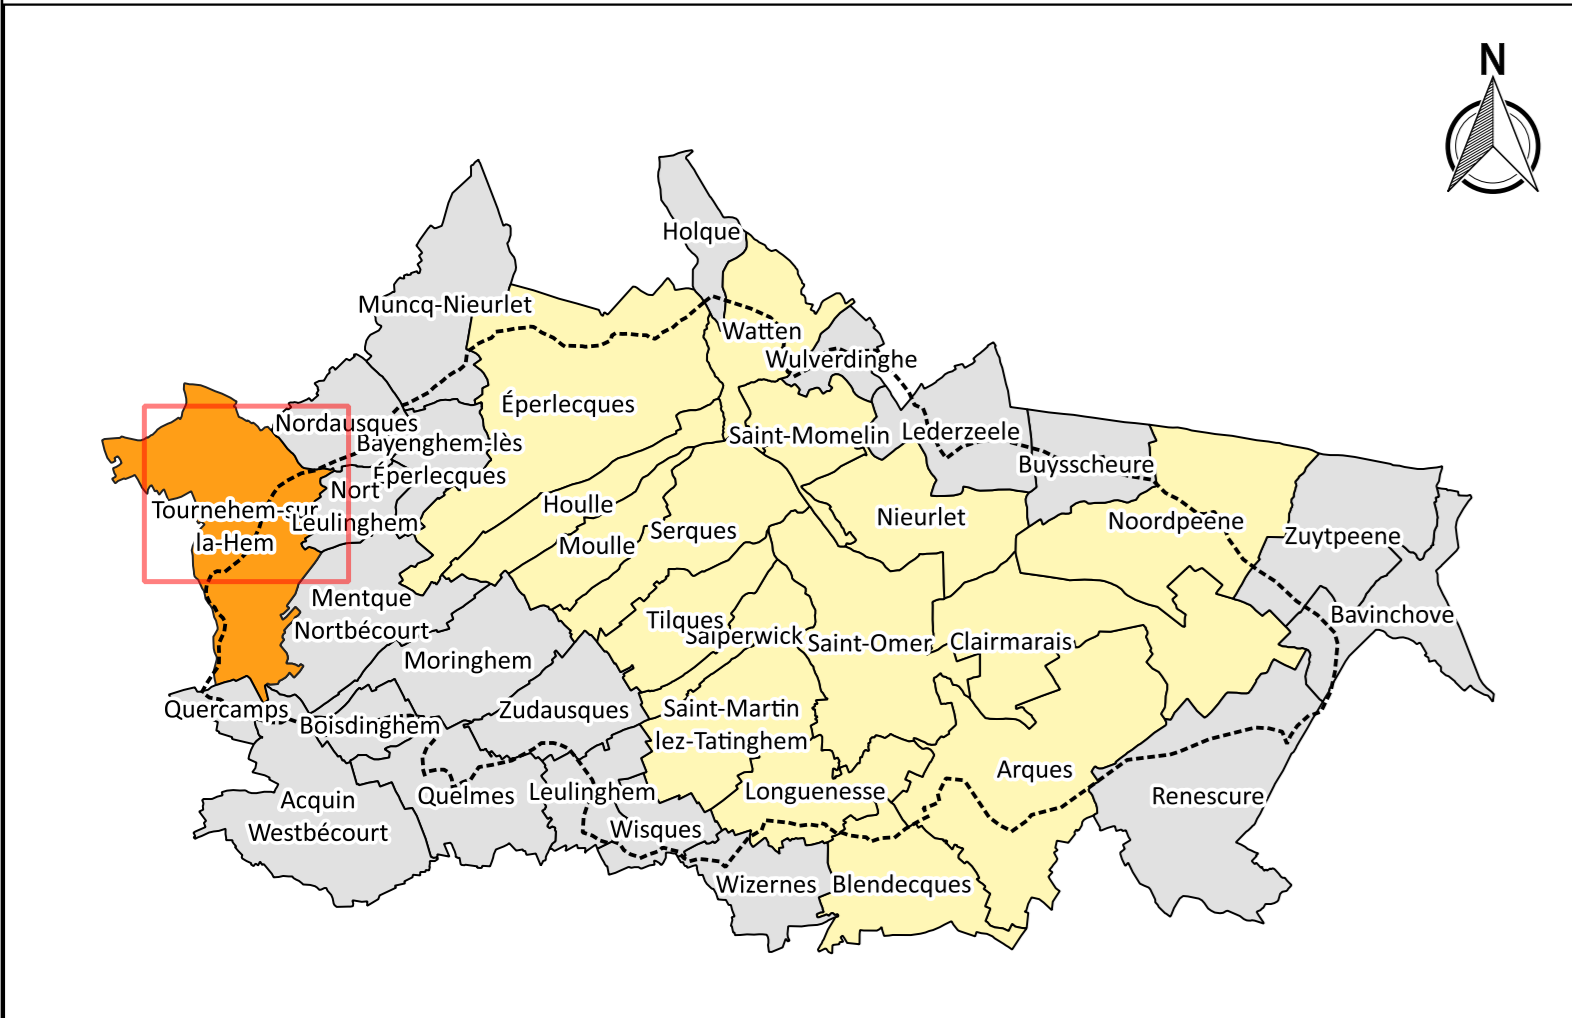 N
Holque
Muncq-Nieurlet
Watten
Wulverdinghe
Éperlecques
Nordausques
Bayenghem-lès
Éperlecques
Saint-Momelin
Lederzeele
Buysscheure
Nort
Leulinghem
Tournehem-sur
la-Hem
Houlle
Moulle
Serques
Nieurlet
Noordpeene
Zuytpeene
Bavinchove
Mentque
Nortbécourt
Moringhem
Tilques
Salperwick
Saint-Omer
Clairmarais
Quercamps
Boisdinghem
Zudausques
Saint-Martin
lez-Tatinghem
Arques
Acquin
Westbécourt
Quelmes
Leulinghem
Longuenesse
Renescure
Wisques
Wizernes
Blendecques